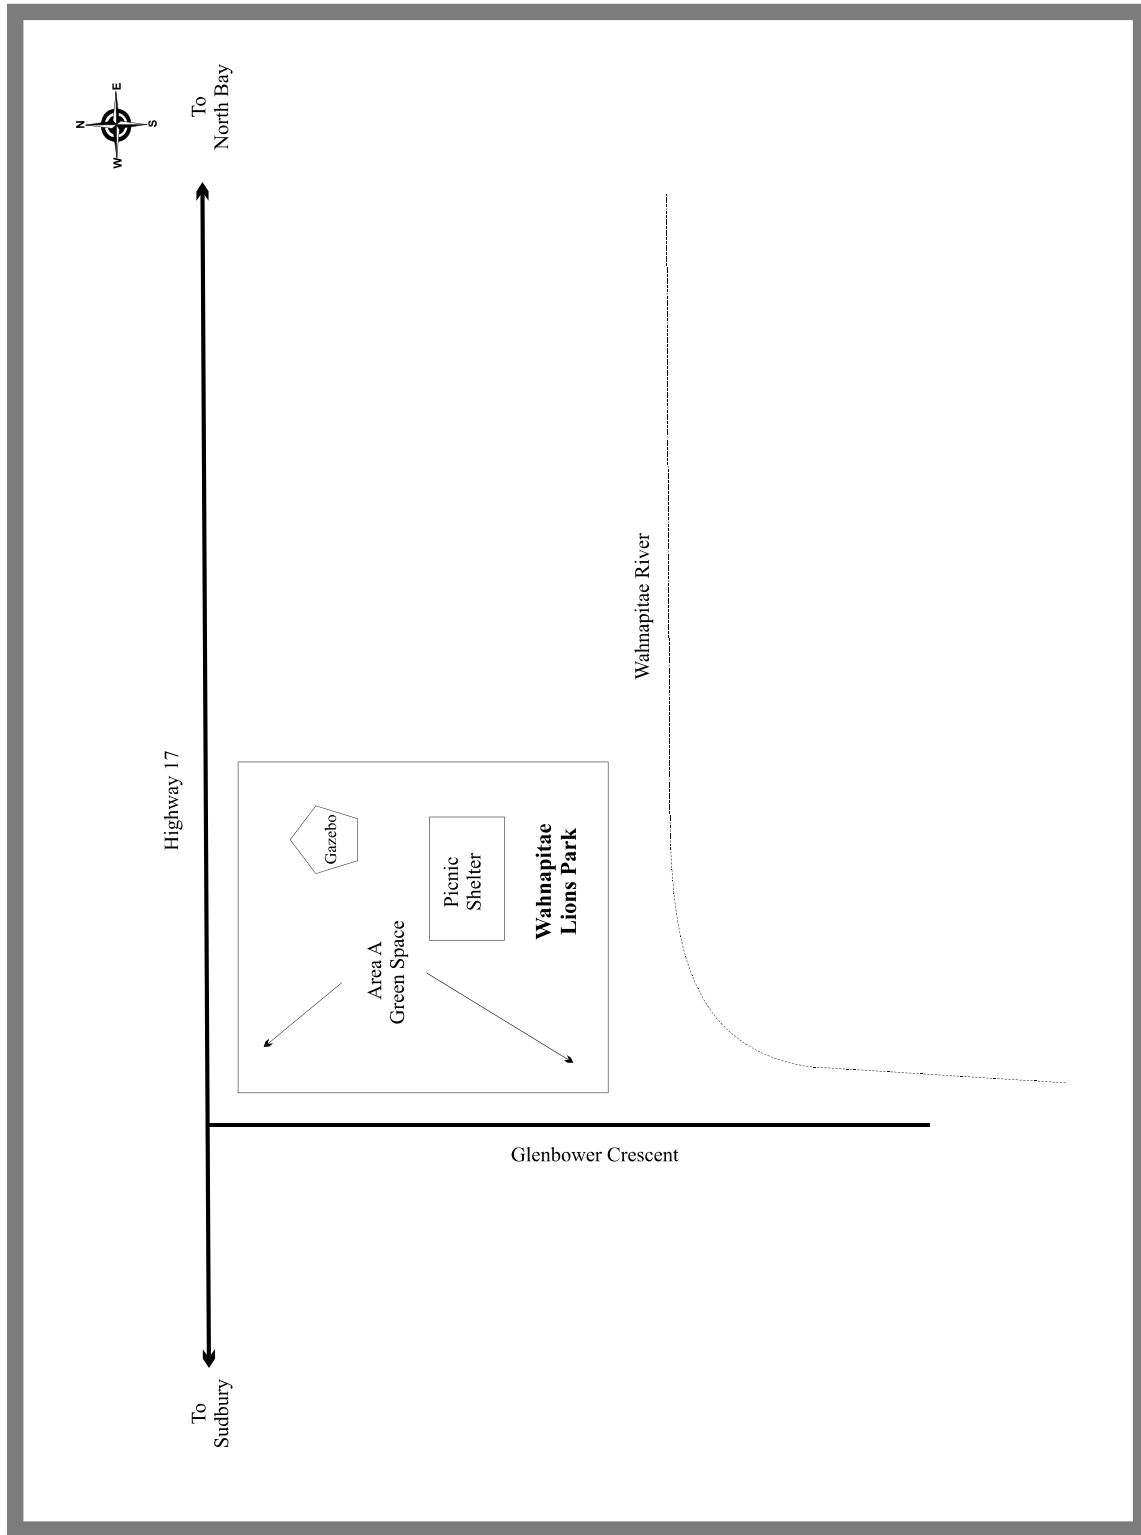 N
E
S
W
To
North Bay
Highway 17
Gazebo
Picnic
Shelter
Wahnapitae
Lions Park
Area A
Green Space
Wahnapitae River
Glenbower Crescent
To
Sudbury